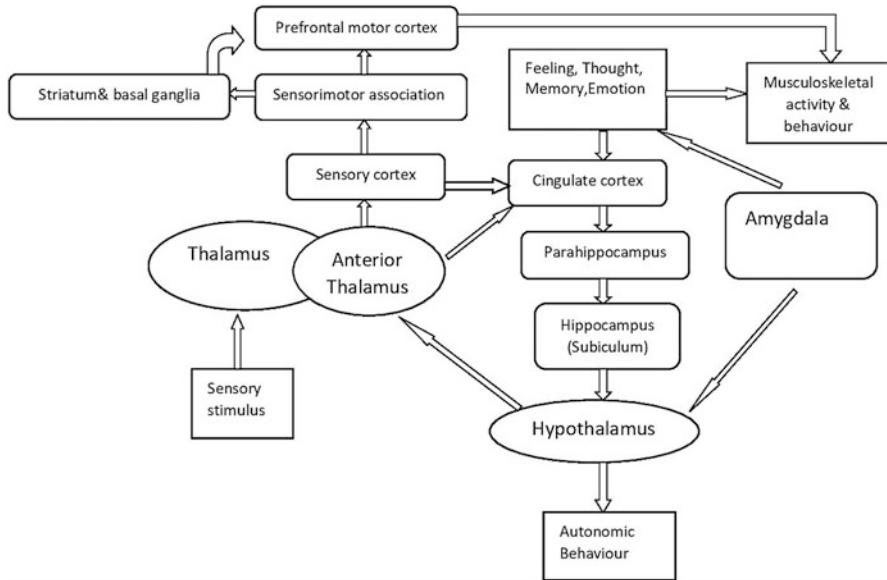 Prefrontal motor cortex
Striatum& basal ganglia
Sensorimotor association
Feeling, Thought,
Memory,Emotion
Musculoskeletal
activity &
behaviour
Sensory cortex
Cingulate cortex
Amygdala
Thalamus
Anterior
Thalamus
Parahippocampus
Hippocampus
(Subiculum)
Sensory
stimulus
Hypothalamus
Autonomic
Behaviour